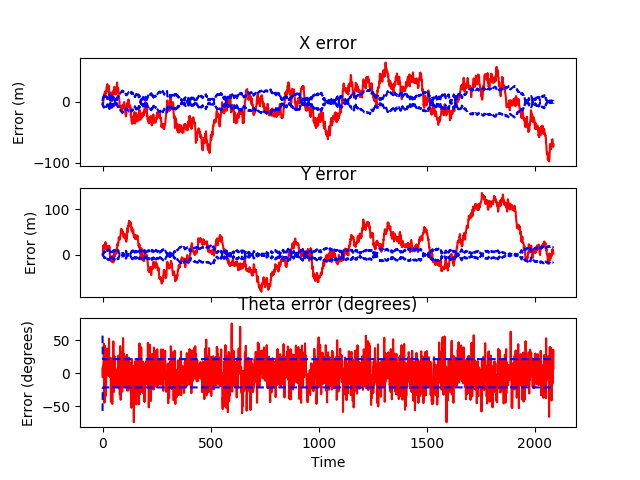 X error
Error (m)
0
−100
Y error
Error (m)
100
0
Theta error (degrees)
Error (degrees)
50
0
−50
0
500
1000
1500
2000
Time